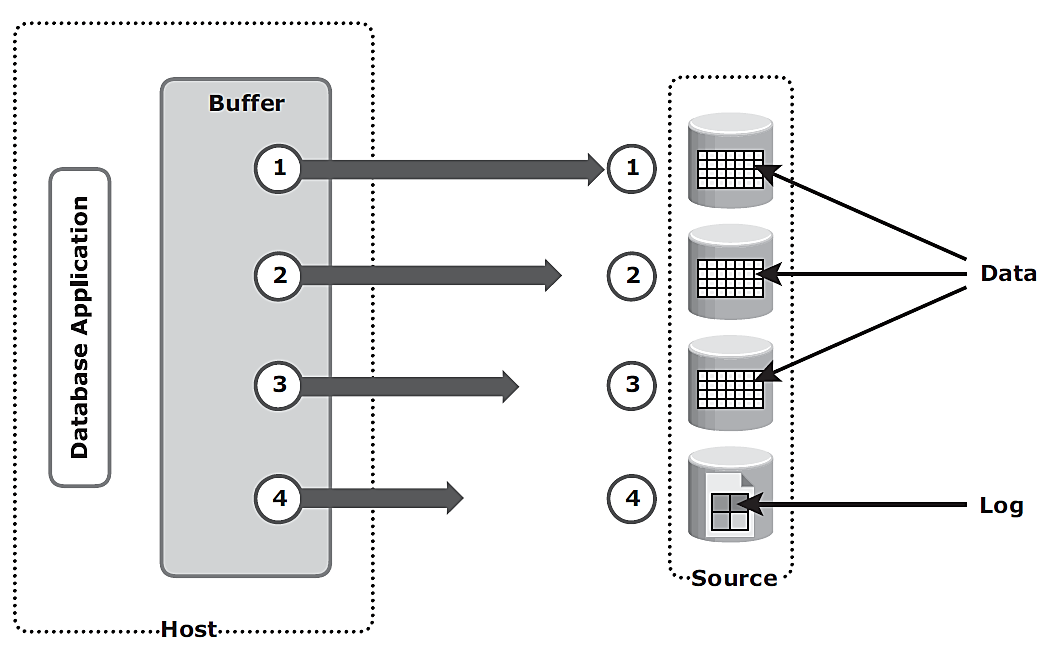 Buffer
Database Application
1
1
2
2
3
3
4
4
Data
Log
Source
Host